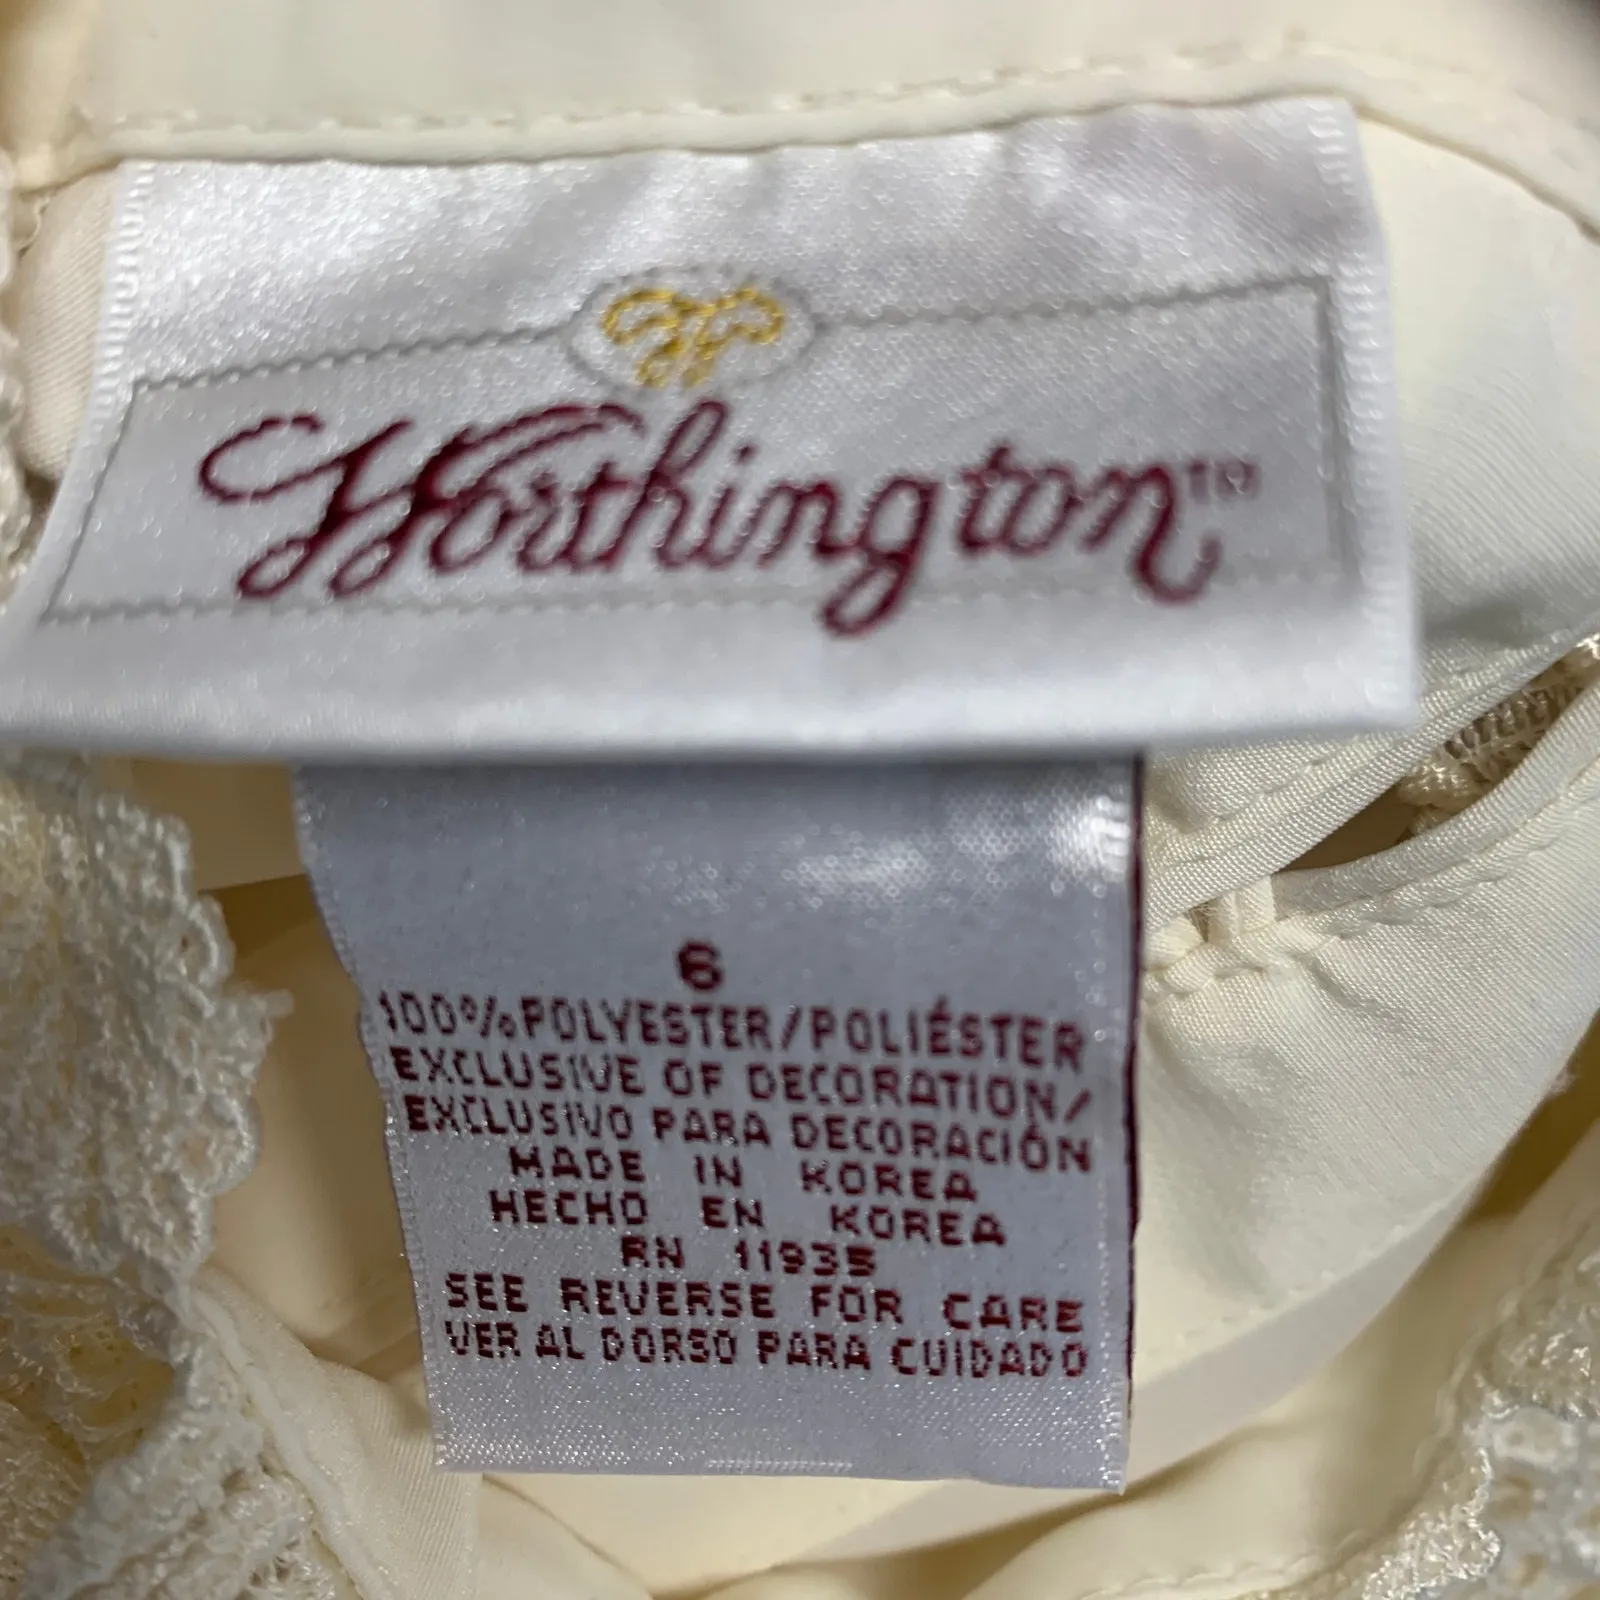 Worthington™
6
100% POLYESTER/POLIÉSTER
EXCLUSIVE OF DECORATION/
EXCLUSIVO PARA DECORACIÓN
MADE IN KOREA
HECHO EN KOREA
RN 11935
SEE REVERSE FOR CARE
VER AL DORSO PARA CUIDADO